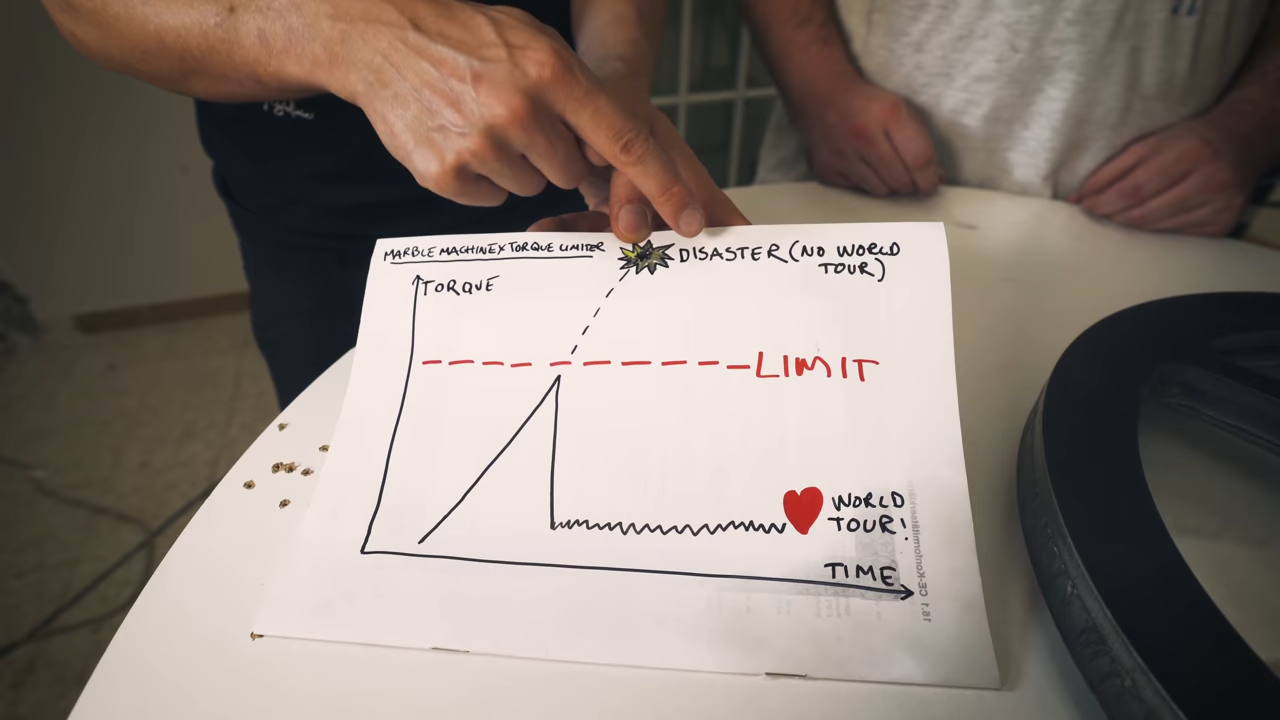 MARBLE MACHINE X TORQUE LIMITER
DISASTER (NO WORLD
TOUR)
TORQUE
LIMIT
WORLD
TOUR!
TIME